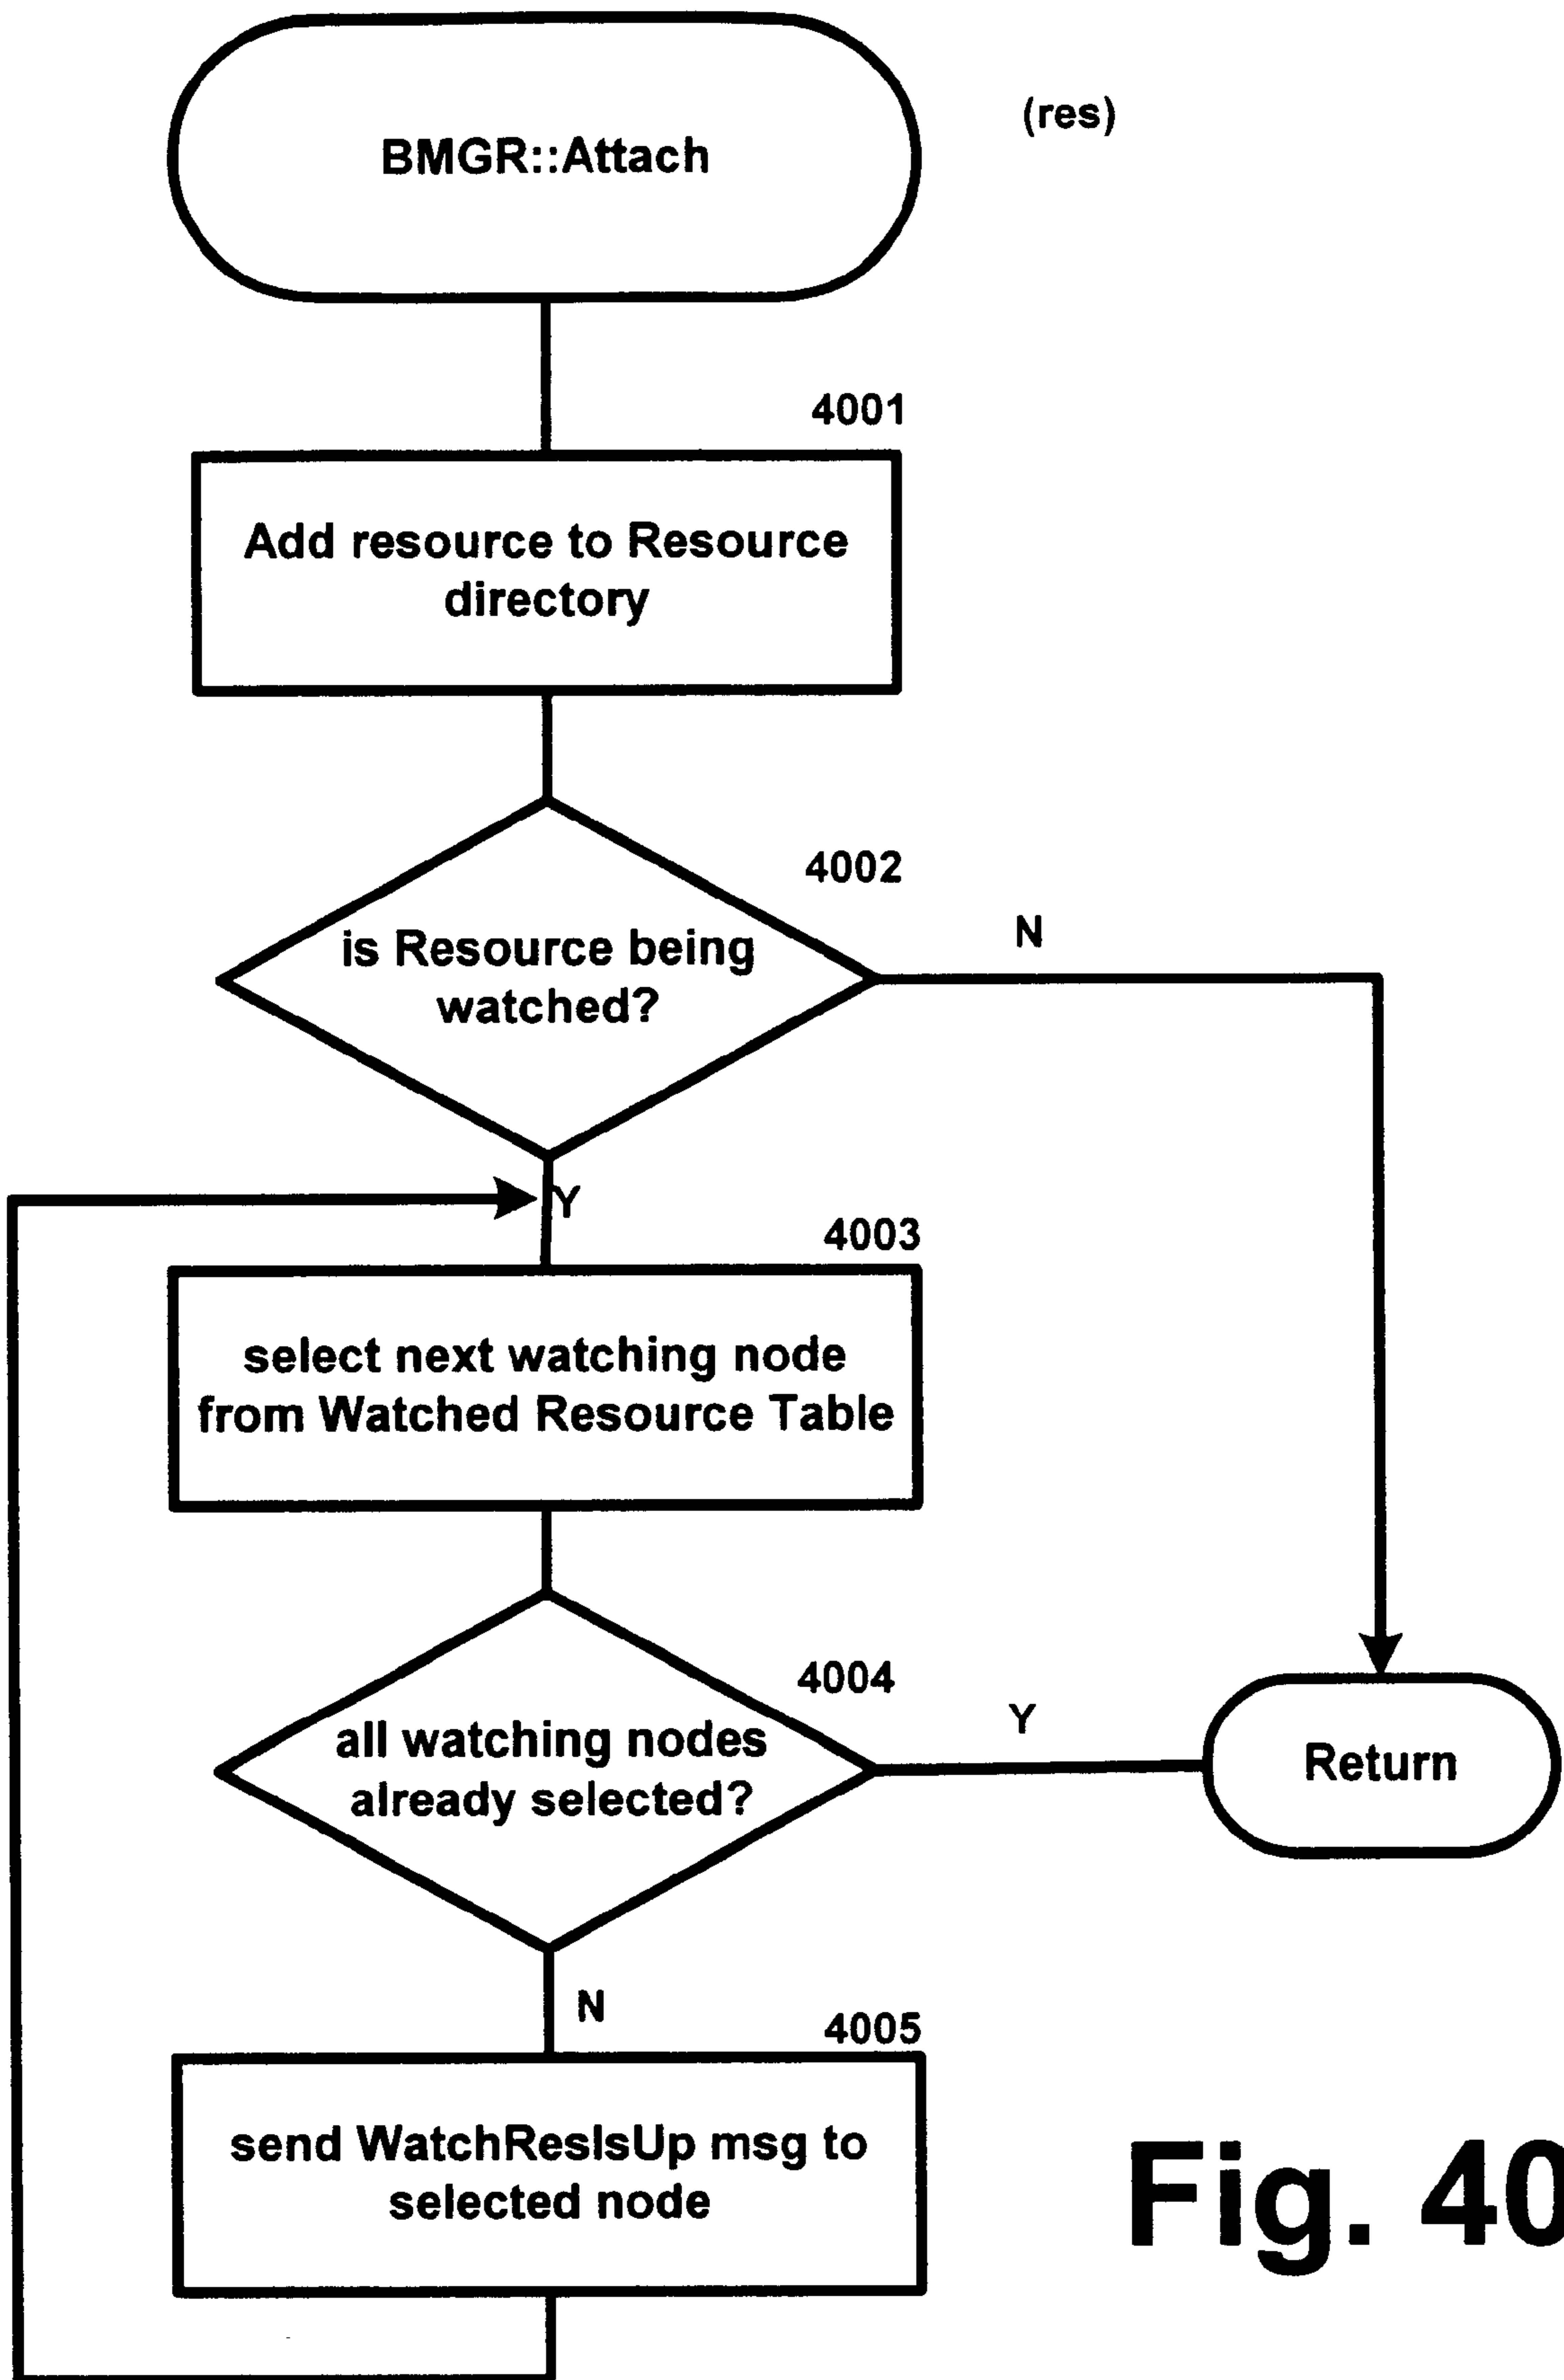 BMGR::Attach
(res)
4001
Add resource to Resource
directory
4002
is Resource being
watched?
N
Y
4003
select next watching node
from Watched Resource Table
4004
all watching nodes
already selected?
Y
Return
N
4005
send WatchResIsUp msg to
selected node
Fig. 40